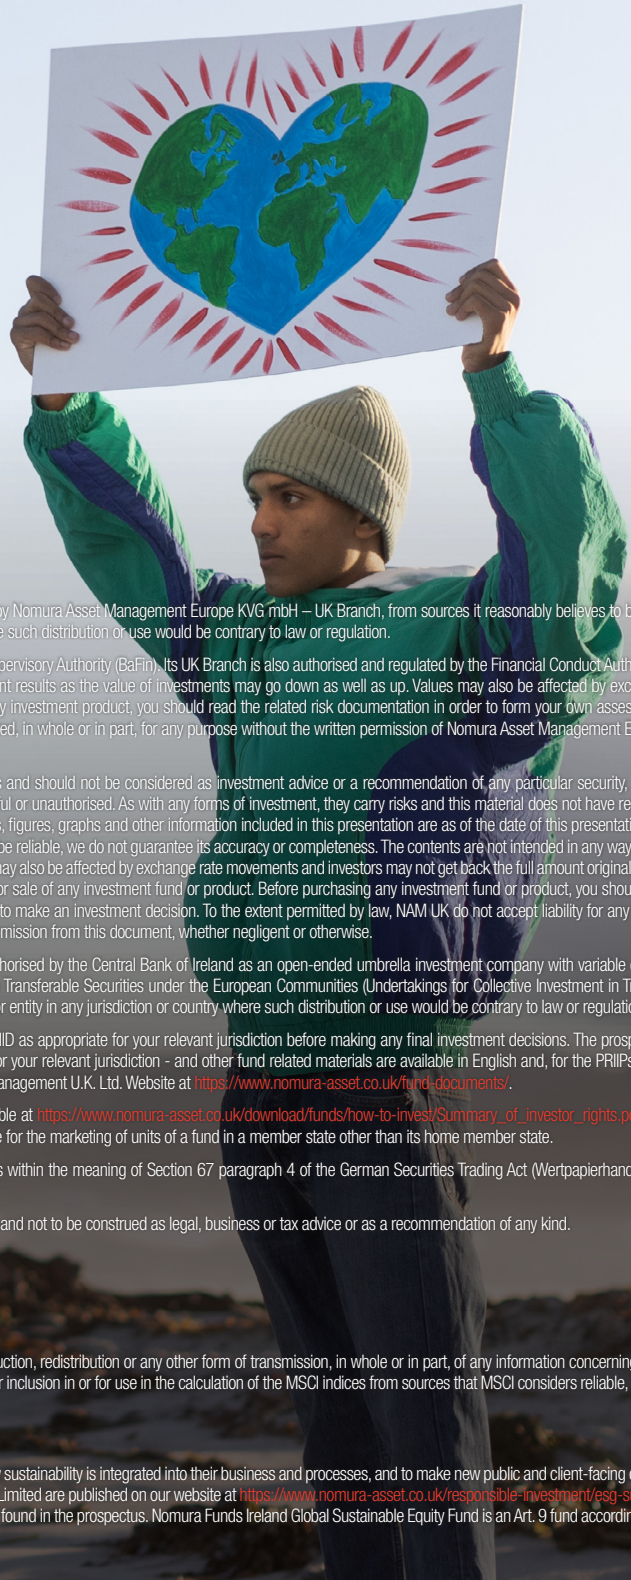 by Nomura Asset Management Europe KVG mbH – UK Branch, from sources it reasonably believes to b
e such distribution or use would be contrary to law or regulation.
pervisory Authority (BaFin). Its UK Branch is also authorised and regulated by the Financial Conduct Auth
nt results as the value of investments may go down as well as up. Values may also be affected by exc
y investment product, you should read the related risk documentation in order to form your own asses
ed, in whole or in part, for any purpose without the written permission of Nomura Asset Management E
s and should not be considered as investment advice or a recommendation of any particular security,
ful or unauthorised. As with any forms of investment, they carry risks and this material does not have re
s, figures, graphs and other information included in this presentation are as of the date of this presentati
be reliable, we do not guarantee its accuracy or completeness. The contents are not intended in any way
may also be affected by exchange rate movements and investors may not get back the full amount original
or sale of any investment fund or product. Before purchasing any investment fund or product, you shou
to make an investment decision. To the extent permitted by law, NAM UK do not accept liability for any
mission from this document, whether negligent or otherwise.
horised by the Central Bank of Ireland as an open-ended umbrella investment company with variable
Transferable Securities under the European Communities (Undertakings for Collective Investment in Tr
or entity in any jurisdiction or country where such distribution or use would be contrary to law or regulatio
IID as appropriate for your relevant jurisdiction before making any final investment decisions. The prosp
or your relevant jurisdiction - and other fund related materials are available in English and, for the PRIIPs
anagement U.K. Ltd. Website at https://www.nomura-asset.co.uk/fund-documents/.
ble at https://www.nomura-asset.co.uk/download/funds/how-to-invest/Summary_of_investor_rights.p
e for the marketing of units of a fund in a member state other than its home member state.
s within the meaning of Section 67 paragraph 4 of the German Securities Trading Act (Wertpapierhand
and not to be construed as legal, business or tax advice or as a recommendation of any kind.
uction, redistribution or any other form of transmission, in whole or in part, of any information concerning
r inclusion in or for use in the calculation of the MSCI indices from sources that MSCI considers reliable,
sustainability is integrated into their business and processes, and to make new public and client-facing
Limited are published on our website at https://www.nomura-asset.co.uk/responsible-investment/esg-s
found in the prospectus. Nomura Funds Ireland Global Sustainable Equity Fund is an Art. 9 fund accordin